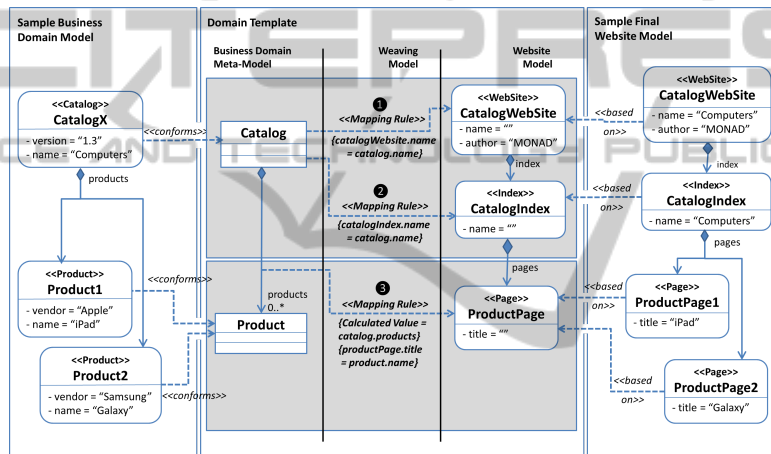 Sample Business
Domain Model
<<Catalog>>
CatalogX
- version = "1.3"
- name = "Computers"
products
<<Product>>
Product1
- vendor = "Apple"
- name = "iPad"
<<Product>>
Product2
- vendor = "Samsung"
- name = "Galaxy"
<<conforms>>
<<conforms>>
<<conforms>>
Domain Template
Business Domain
Meta-Model
Weaving
Model
Website
Model
Catalog
products
0..*
Product
1
<<Mapping Rule>>
{catalogWebsite.name
= catalog.name}
2
<<Mapping Rule>>
{catalogIndex.name
= catalog.name}
3
<<Mapping Rule>>
{Calculated Value =
catalog.products}
{productPage.title
= product.name}
<<WebSite>>
CatalogWebSite
- name = ""
- author = "MONAD"
index
<<Index>>
CatalogIndex
- name = ""
pages
<<Page>>
ProductPage
- title = ""
<<based
on>>
<<based
on>>
<<based
on>>
<<based
on>>
Sample Final
Website Model
<<WebSite>>
CatalogWebSite
- name = "Computers"
- author = "MONAD"
index
<<Index>>
CatalogIndex
- name = "Computers"
pages
<<Page>>
ProductPage1
- title = "iPad"
<<Page>>
ProductPage2
- title = "Galaxy"